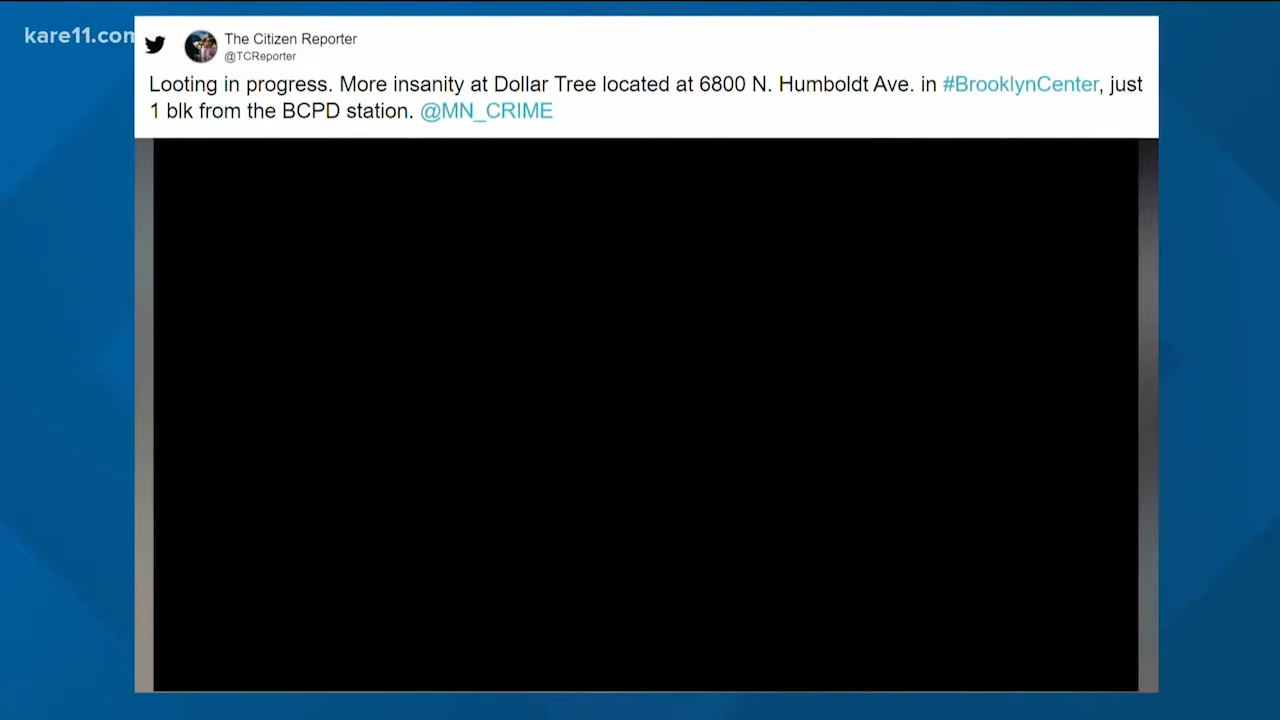 kare11.com
The Citizen Reporter
@TCReporter
Looting in progress. More insanity at Dollar Tree located at 6800 N. Humboldt Ave. in #BrooklynCenter, just
1 blk from the BCPD station. @MN_CRIME